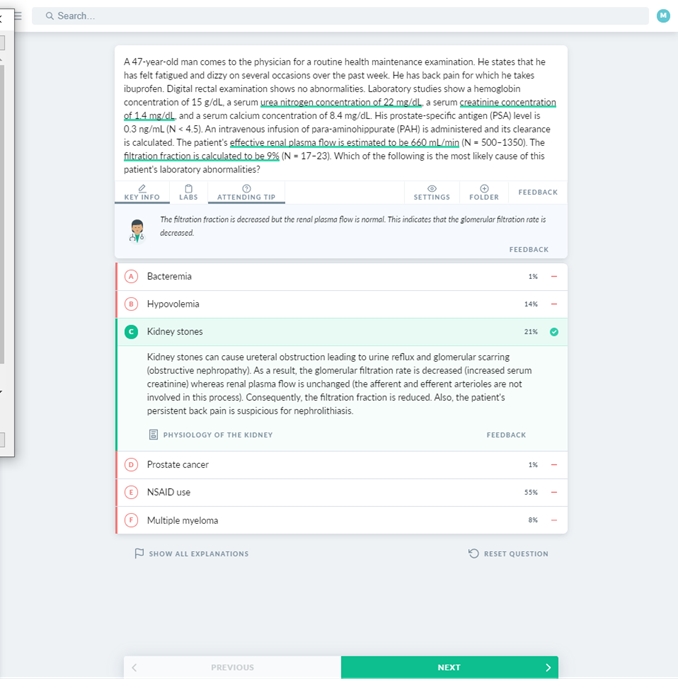 Search...
M
A 47-year-old man comes to the physician for a routine health maintenance examination. He states that he
has felt fatigued and dizzy on several occasions over the past week. He has back pain for which he takes
ibuprofen. Digital rectal examination shows no abnormalities. Laboratory studies show a hemoglobin
concentration of 15 g/dL, a serum urea nitrogen concentration of 22 mg/dL, a serum creatinine concentration
of 1.4 mg/dL, and a serum calcium concentration of 8.4 mg/dL. His prostate-specific antigen (PSA) level is
0.3 ng/mL (N < 4.5). An intravenous infusion of para-aminohippurate (PAH) is administered and its clearance
is calculated. The patient's effective renal plasma flow is estimated to be 660 mL/min (N = 500–1350). The
filtration fraction is calculated to be 9% (N = 17–23). Which of the following is the most likely cause of this
patient's laboratory abnormalities?
KEY INFO LABS ATTENDING TIP SETTINGS FOLDER FEEDBACK
The filtration fraction is decreased but the renal plasma flow is normal. This indicates that the glomerular filtration rate is
decreased.
FEEDBACK
A Bacteremia 1%
B Hypovolemia 14%
C Kidney stones 21%
Kidney stones can cause ureteral obstruction leading to urine reflux and glomerular scarring
(obstructive nephropathy). As a result, the glomerular filtration rate is decreased (increased serum
creatinine) whereas renal plasma flow is unchanged (the afferent and efferent arterioles are not
involved in this process). Consequently, the filtration fraction is reduced. Also, the patient's
persistent back pain is suspicious for nephrolithiasis.
PHYSIOLOGY OF THE KIDNEY FEEDBACK
D Prostate cancer 1%
E NSAID use 55%
F Multiple myeloma 8%
SHOW ALL EXPLANATIONS RESET QUESTION
PREVIOUS NEXT